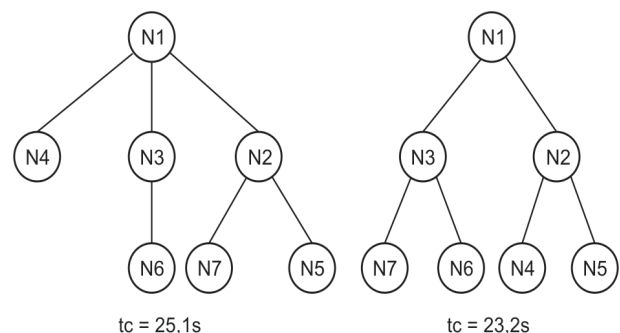 N1 N1
N4 N3 N2 N3 N2
N6 N7 N5 N7 N6 N4 N5
tc = 25,1s tc = 23,2s